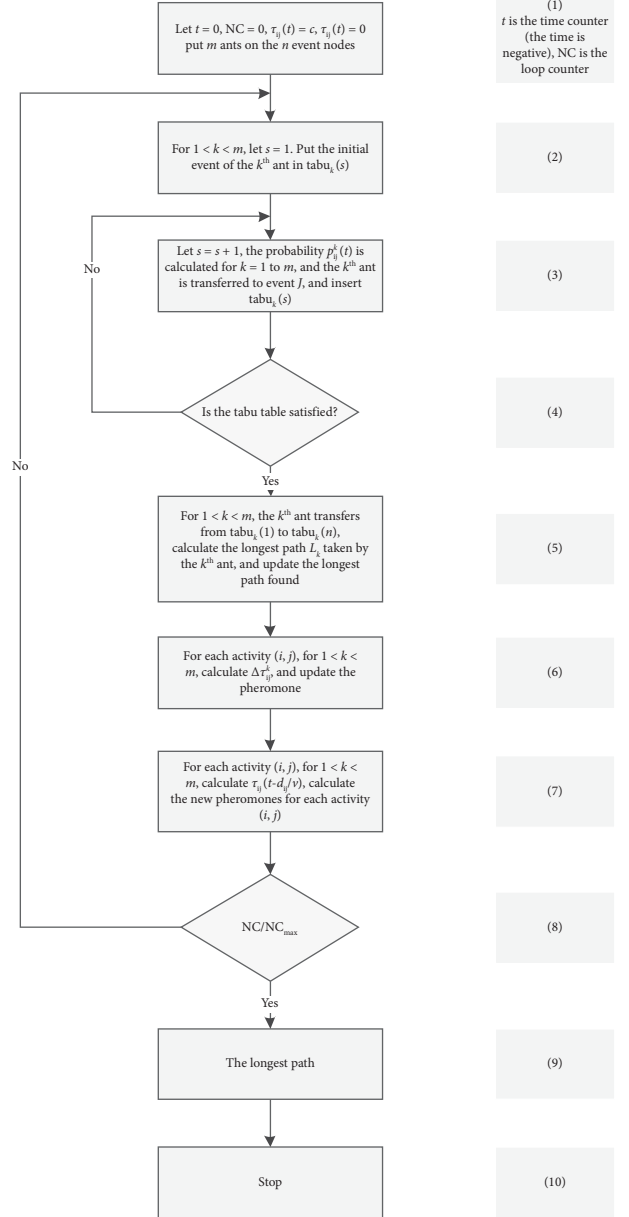 Let t = 0, NC = 0, τij(t) = c, τij(t) = 0
put m ants on the n event nodes
(1)
t is the time counter
(the time is
negative), NC is the
loop counter
For 1 < k < m, let s = 1. Put the initial
event of the kth ant in tabuk(s)
(2)
Let s = s + 1, the probability pkij(t) is
calculated for k = 1 to m, and the kth ant
is transferred to event J, and insert
tabuk(s)
(3)
No
Is the tabu table satisfied?
(4)
No
Yes
For 1 < k < m, the kth ant transfers
from tabuk(1) to tabuk(n),
calculate the longest path Lk taken by
the kth ant, and update the longest
path found
(5)
For each activity (i, j), for 1 < k <
m, calculate Δτkij, and update the
pheromone
(6)
For each activity (i, j), for 1 < k <
m, calculate τij(t-dij/v), calculate
the new pheromones for each activity
(i, j)
(7)
NC/NCmax
(8)
Yes
The longest path
(9)
Stop
(10)